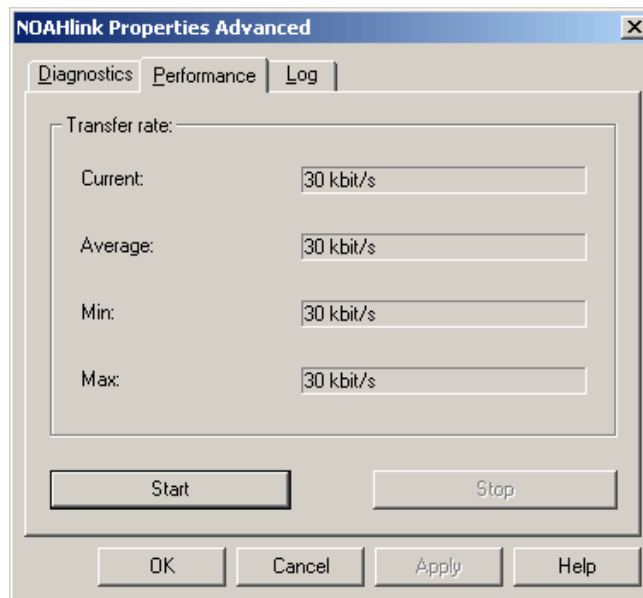 NOAHlink Properties Advanced
Diagnostics Performance Log
Transfer rate:
Current: 30 kbit/s
Average: 30 kbit/s
Min: 30 kbit/s
Max: 30 kbit/s
Start Stop
OK Cancel Apply Help